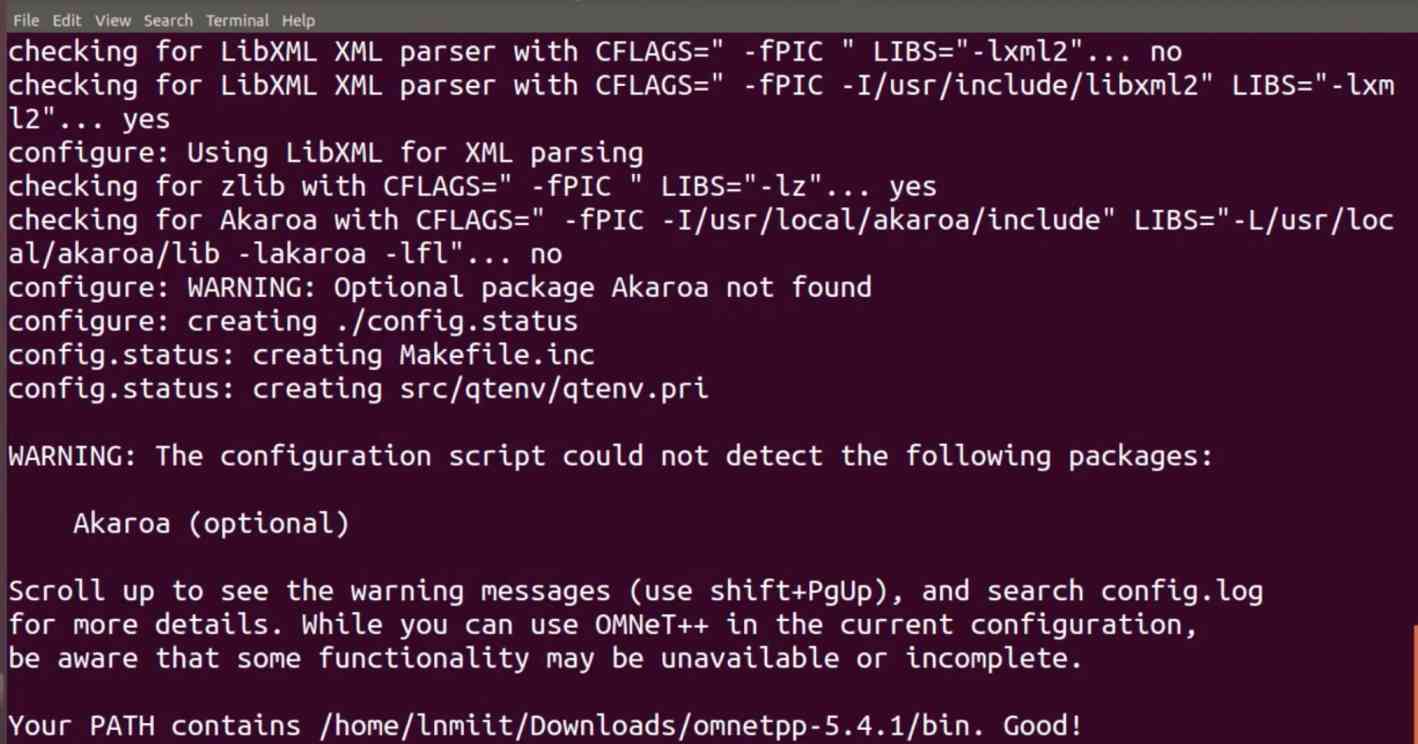 File Edit View Search Terminal Help
checking for LibXML XML parser with CFLAGS=" -fPIC " LIBS="-lxml2"... no
checking for LibXML XML parser with CFLAGS=" -fPIC -I/usr/include/libxml2" LIBS="-lxm
l2"... yes
configure: Using LibXML for XML parsing
checking for zlib with CFLAGS=" -fPIC " LIBS="-lz"... yes
checking for Akaroa with CFLAGS=" -fPIC -I/usr/local/akaroa/include" LIBS="-L/usr/loc
al/akaroa/lib -lakaroa -lfl"... no
configure: WARNING: Optional package Akaroa not found
configure: creating ./config.status
config.status: creating Makefile.inc
config.status: creating src/qtenv/qtenv.pri
WARNING: The configuration script could not detect the following packages:
Akaroa (optional)
Scroll up to see the warning messages (use shift+PgUp), and search config.log
for more details. While you can use OMNeT++ in the current configuration,
be aware that some functionality may be unavailable or incomplete.
Your PATH contains /home/lnmiit/Downloads/omnetpp-5.4.1/bin. Good!